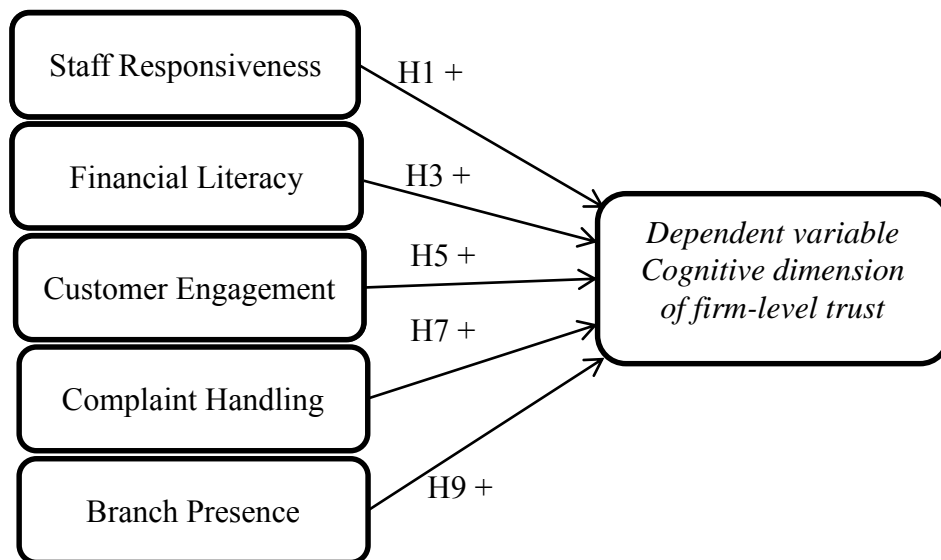 Staff Responsiveness
H1 +
Financial Literacy
H3 +
Customer Engagement
H5 +
Complaint Handling
H7 +
Branch Presence
H9 +
Dependent variable
Cognitive dimension
of firm-level trust